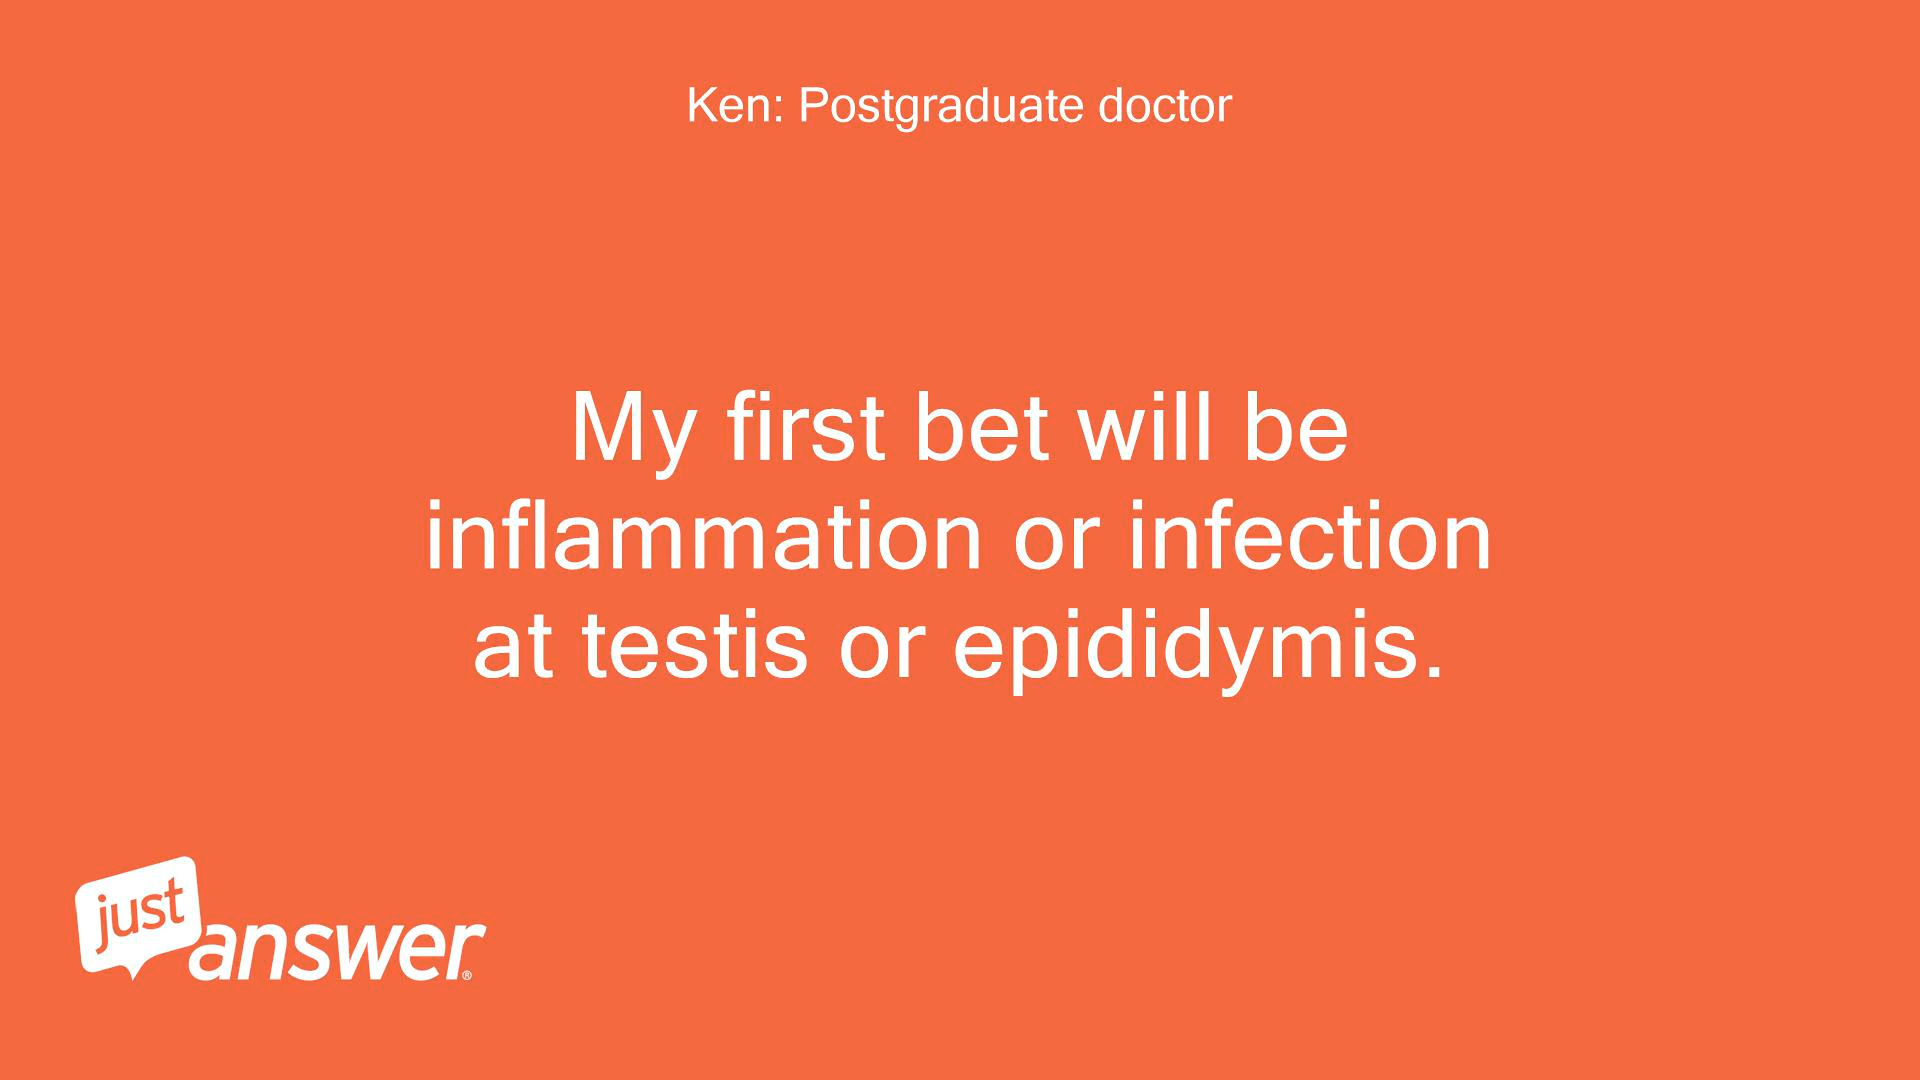 Ken: Postgraduate doctor
My first bet will be
inflammation or infection
at testis or epididymis.
just
answer®